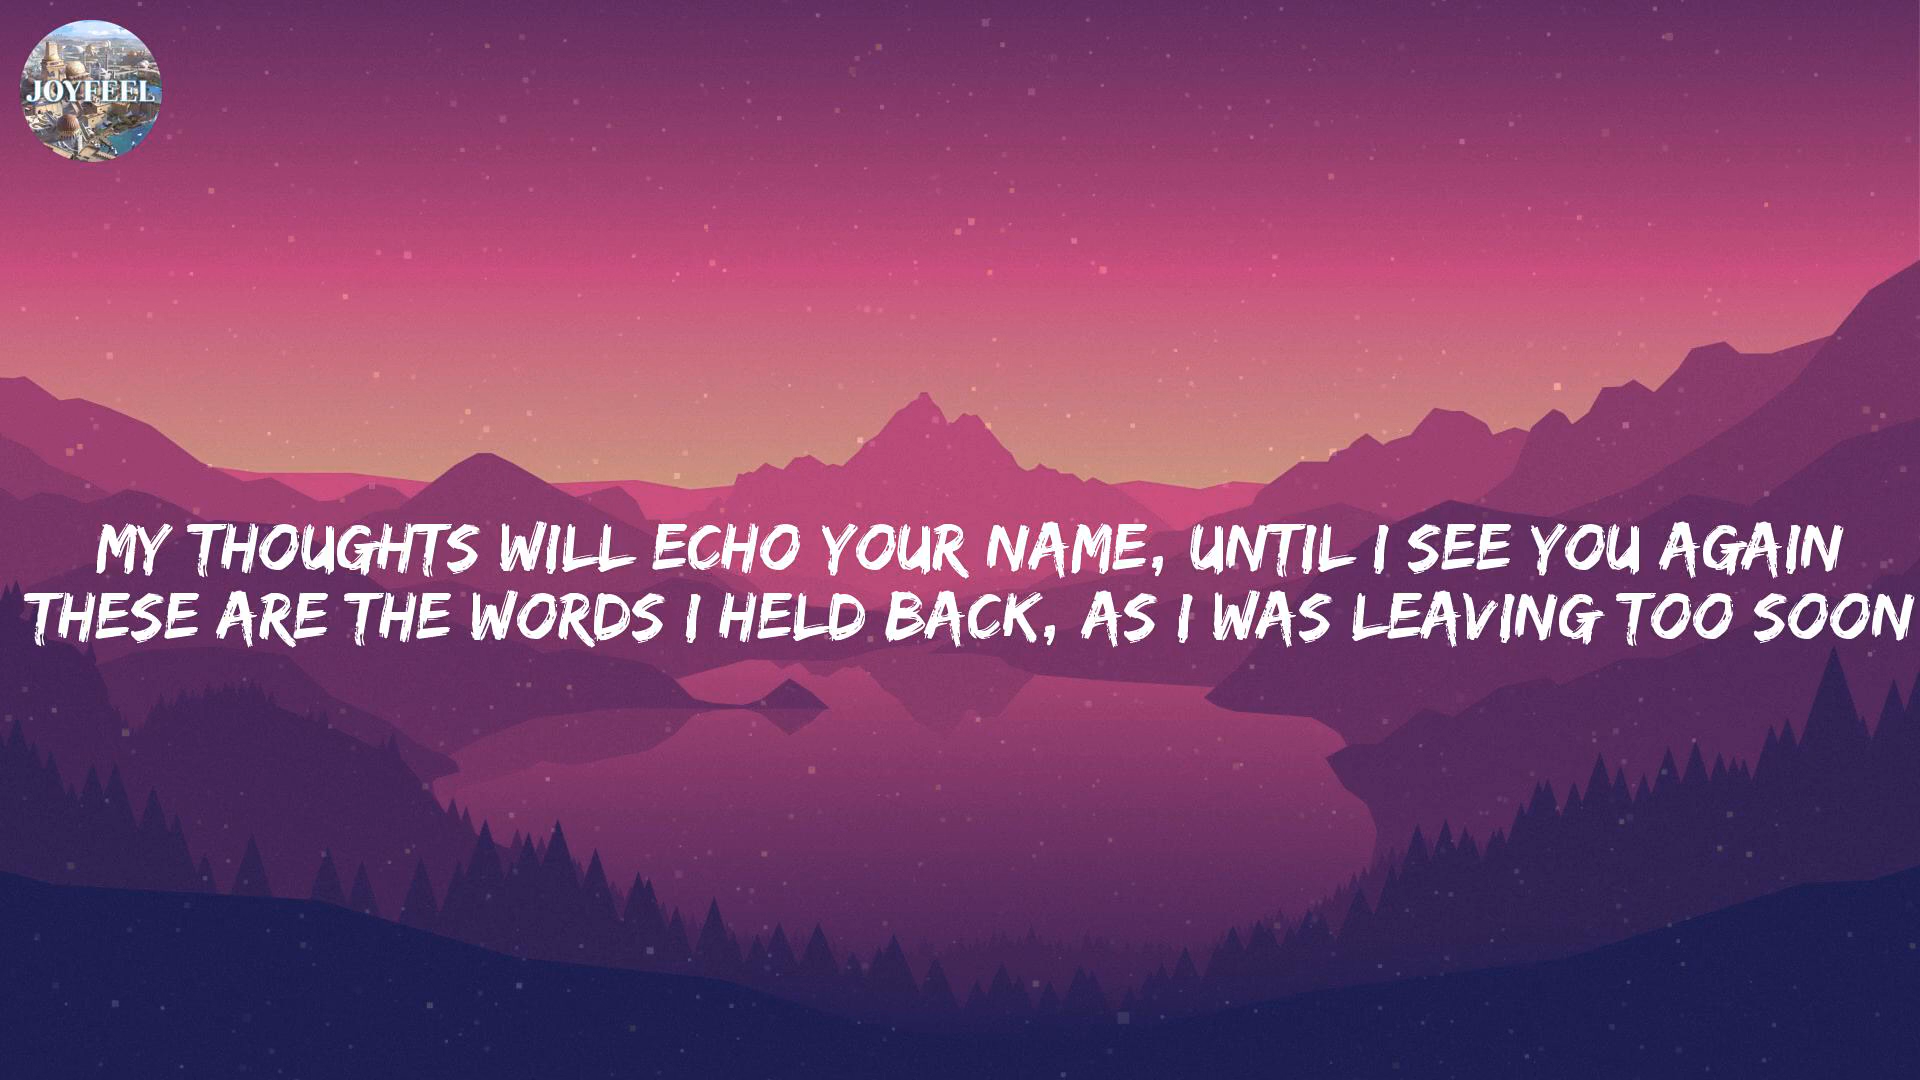 JOYFEEL
MY THOUGHTS WILL ECHO YOUR NAME, UNTIL I SEE YOU AGAIN
THESE ARE THE WORDS I HELD BACK, AS I WAS LEAVING TOO SOON